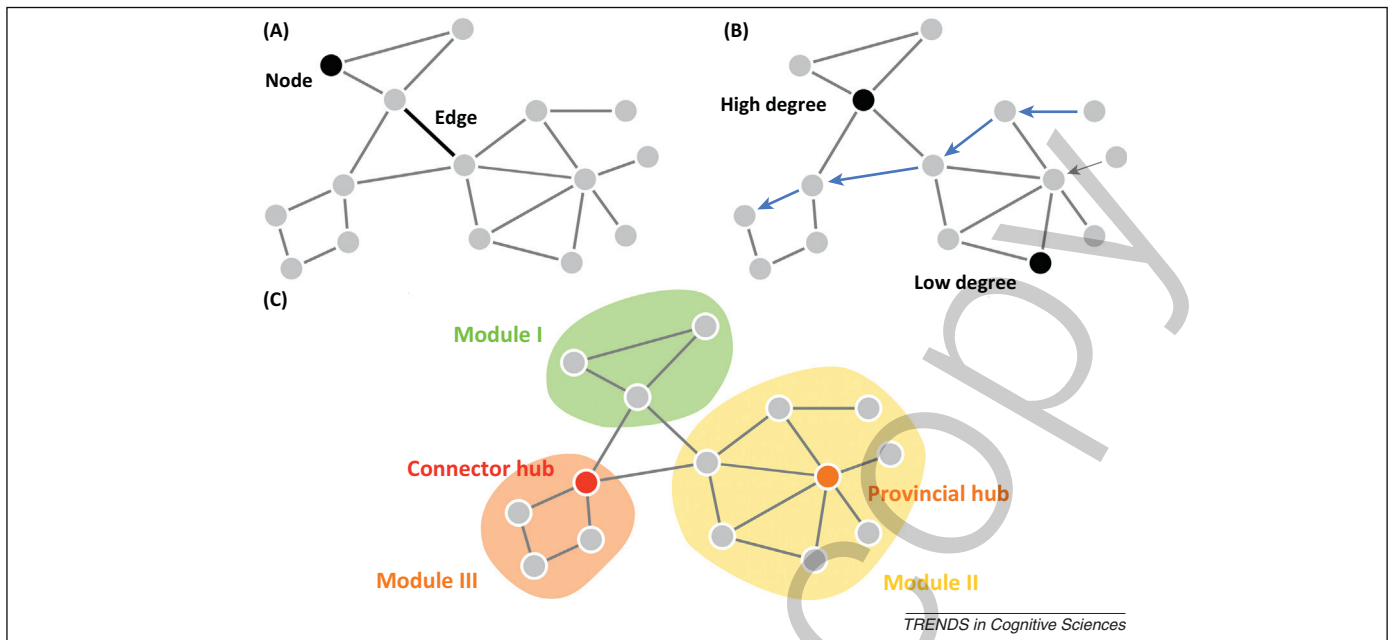 (A)
(B)
Node
Edge
High degree
Low degree
(C)
Module I
Connector hub
Provincial hub
Module III
Module II
TRENDS in Cognitive Sciences
Copy